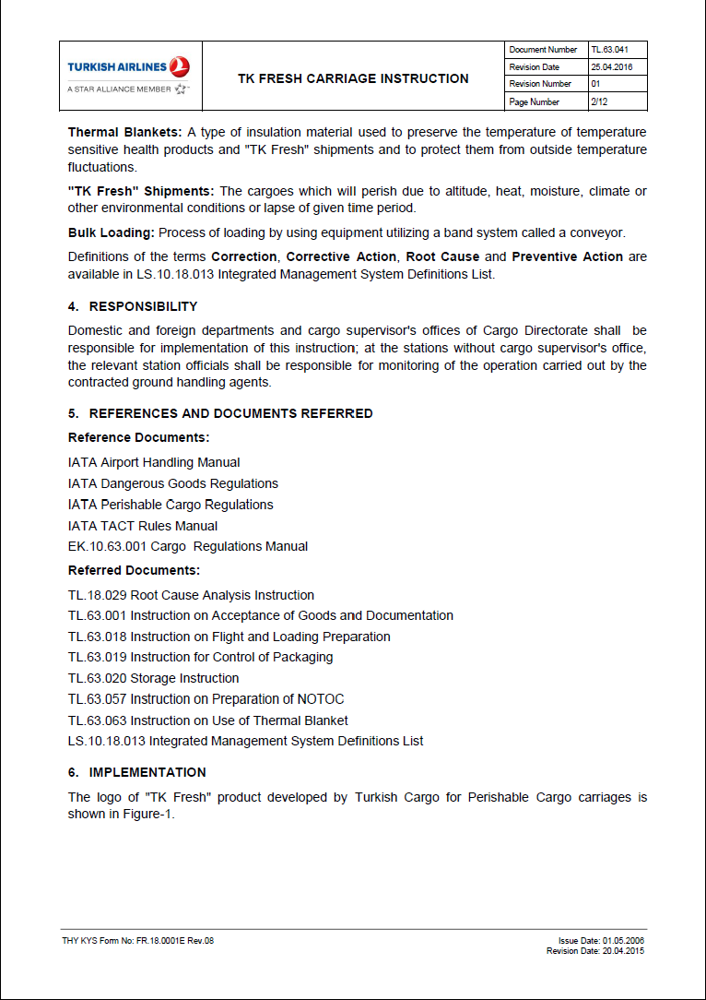 TURKISH AIRLINES
A STAR ALLIANCE MEMBER
TK FRESH CARRIAGE INSTRUCTION
Document Number TL.63.041
Revision Date 25.04.2016
Revision Number 01
Page Number 2/12
Thermal Blankets: A type of insulation material used to preserve the temperature of temperature
sensitive health products and "TK Fresh" shipments and to protect them from outside temperature
fluctuations.
"TK Fresh" Shipments: The cargoes which will perish due to altitude, heat, moisture, climate or
other environmental conditions or lapse of given time period.
Bulk Loading: Process of loading by using equipment utilizing a band system called a conveyor.
Definitions of the terms Correction, Corrective Action, Root Cause and Preventive Action are
available in LS.10.18.013 Integrated Management System Definitions List.
4. RESPONSIBILITY
Domestic and foreign departments and cargo supervisor's offices of Cargo Directorate shall be
responsible for implementation of this instruction; at the stations without cargo supervisor's office,
the relevant station officials shall be responsible for monitoring of the operation carried out by the
contracted ground handling agents.
5. REFERENCES AND DOCUMENTS REFERRED
Reference Documents:
IATA Airport Handling Manual
IATA Dangerous Goods Regulations
IATA Perishable Cargo Regulations
IATA TACT Rules Manual
EK.10.63.001 Cargo Regulations Manual
Referred Documents:
TL.18.029 Root Cause Analysis Instruction
TL.63.001 Instruction on Acceptance of Goods and Documentation
TL.63.018 Instruction on Flight and Loading Preparation
TL.63.019 Instruction for Control of Packaging
TL.63.020 Storage Instruction
TL.63.057 Instruction on Preparation of NOTOC
TL.63.063 Instruction on Use of Thermal Blanket
LS.10.18.013 Integrated Management System Definitions List
6. IMPLEMENTATION
The logo of "TK Fresh" product developed by Turkish Cargo for Perishable Cargo carriages is
shown in Figure-1.
THY KYS Form No: FR.18.0001E Rev.08
Issue Date: 01.05.2006
Revision Date: 20.04.2015